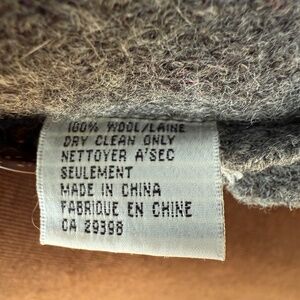 100% WOOL/LAINE
DRY CLEAN ONLY
NETTOYER A'SEC
SEULEMENT
MADE IN CHINA
FABRIQUE EN CHINE
CA 29398